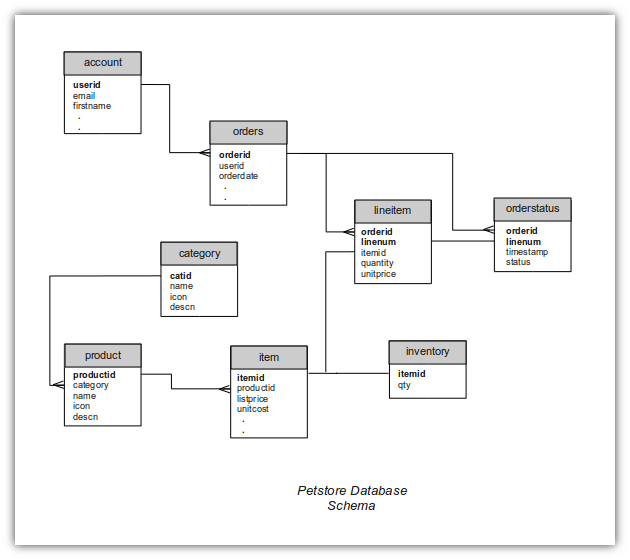 account
userid
email
firstname
.
.
orders
orderid
userid
orderdate
.
.
lineitem
orderid
linenum
itemid
quantity
unitprice
orderstatus
orderid
linenum
timestamp
status
category
catid
name
icon
descn
product
productid
category
name
icon
descn
item
itemid
productid
listprice
unitcost
.
.
inventory
itemid
qty
Petstore Database
Schema